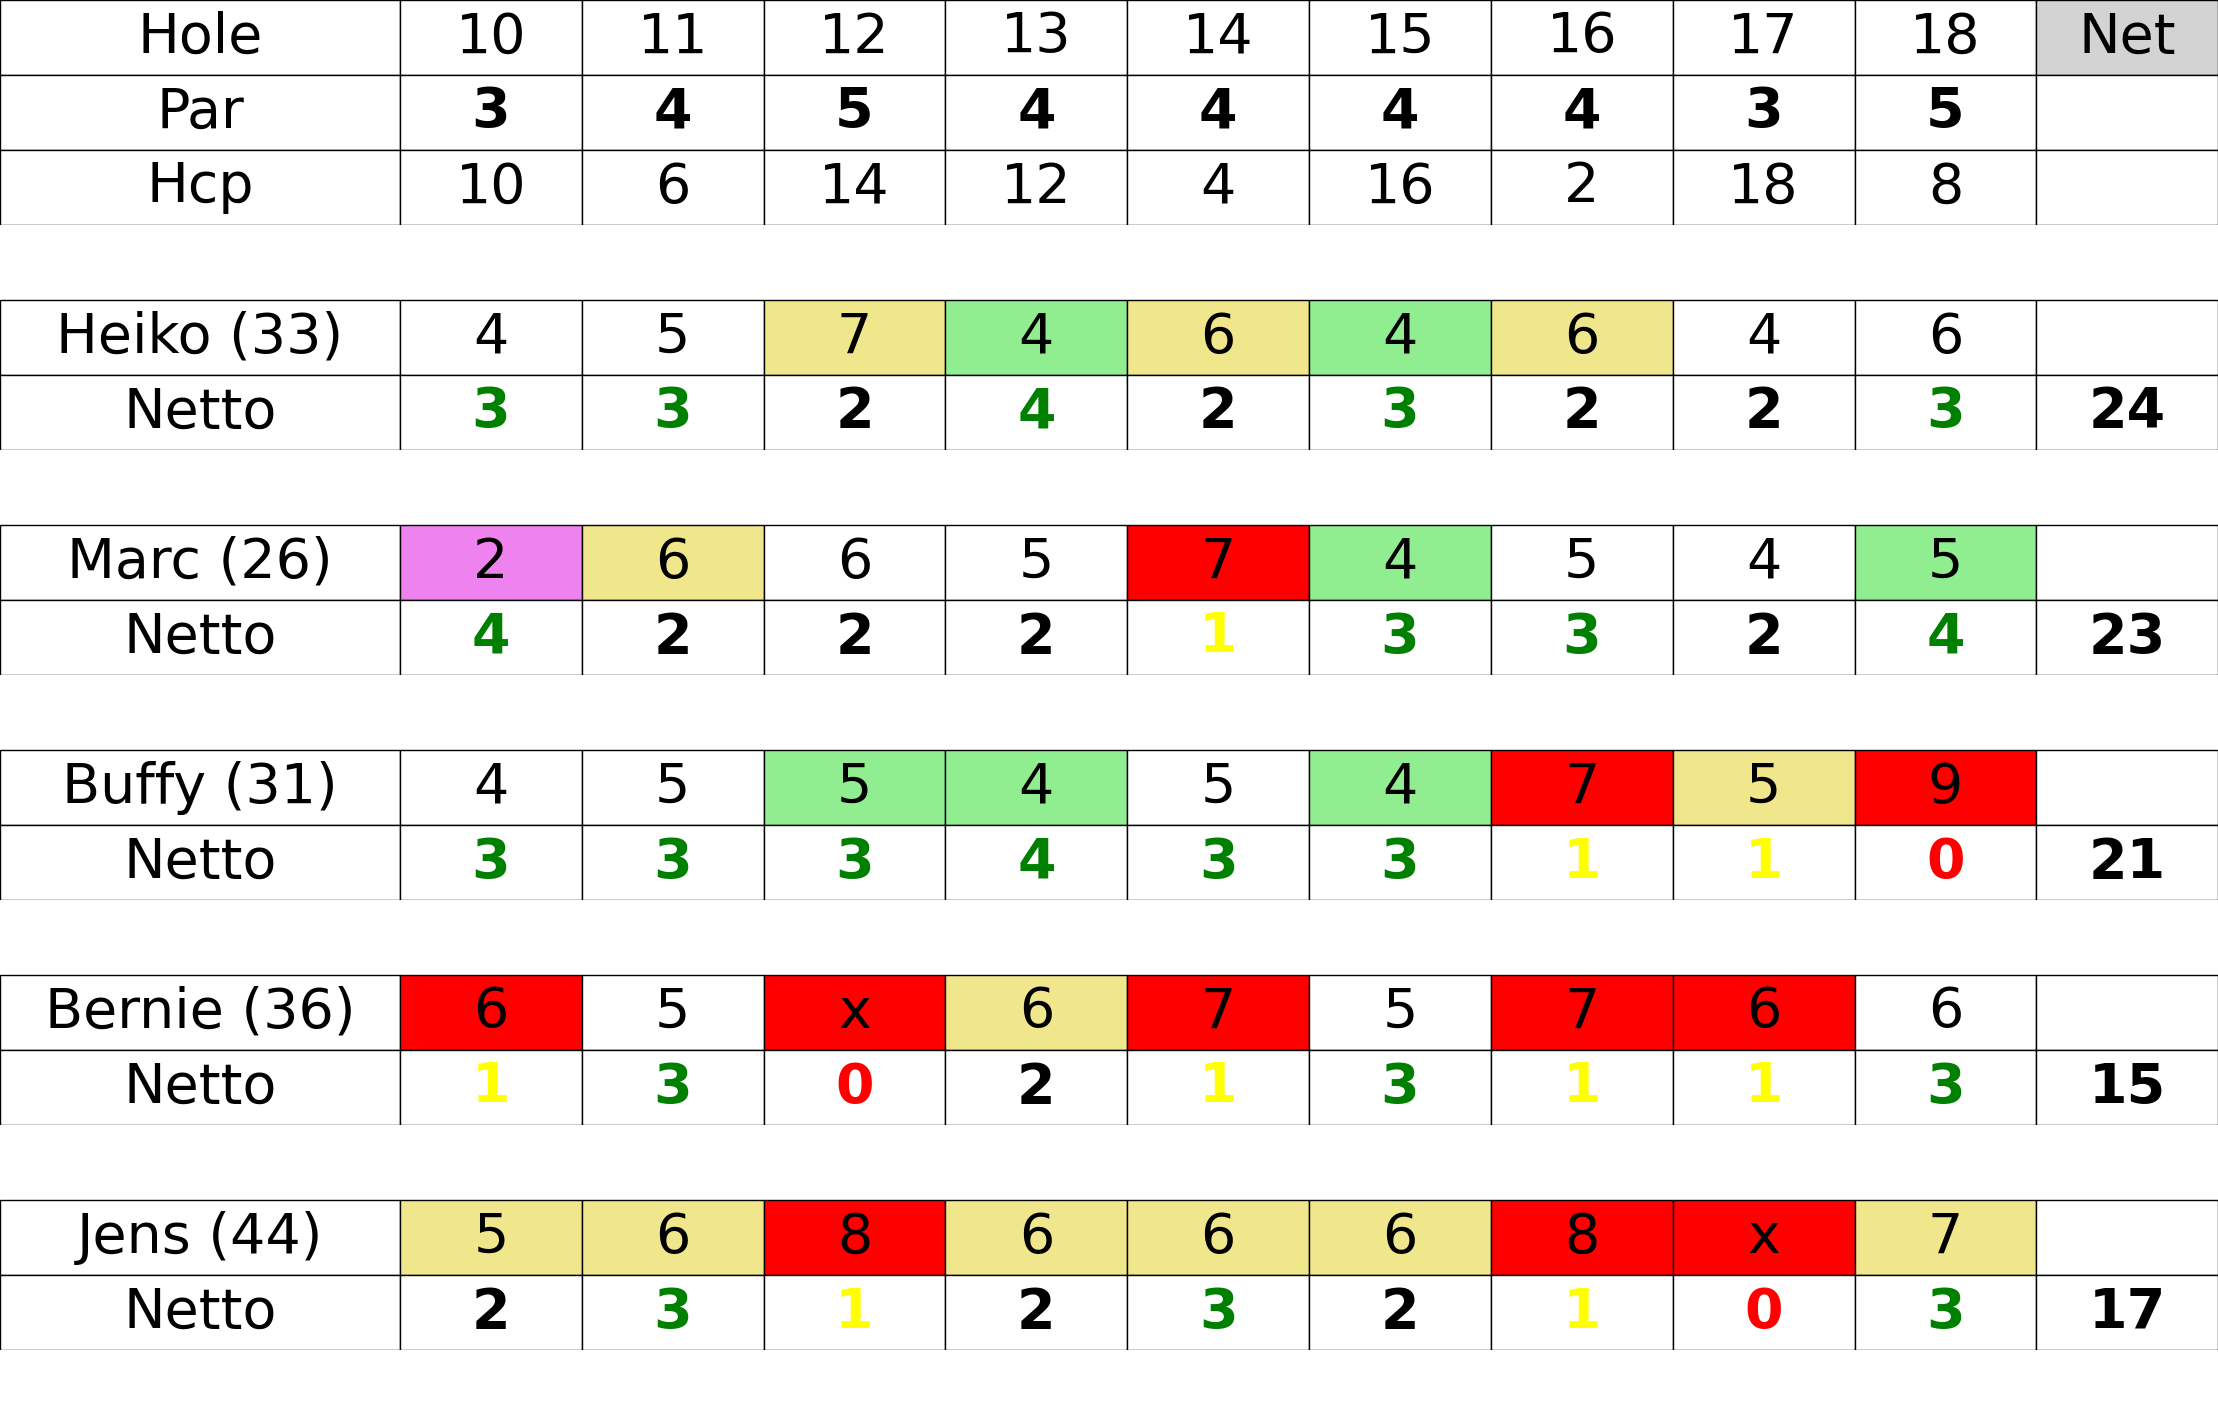 Hole 10 11 12 13 14 15 16 17 18 Net
Par 3 4 5 4 4 4 4 3 5
Hcp 10 6 14 12 4 16 2 18 8
Heiko (33) 4 5 7 4 6 4 6 4 6
Netto 3 3 2 4 2 3 2 2 3 24
Marc (26) 2 6 6 5 7 4 5 4 5
Netto 4 2 2 2 1 3 3 2 4 23
Buffy (31) 4 5 5 4 5 4 7 5 9
Netto 3 3 3 4 3 3 1 1 0 21
Bernie (36) 6 5 x 6 7 5 7 6 6
Netto 1 3 0 2 1 3 1 1 3 15
Jens (44) 5 6 8 6 6 6 8 x 7
Netto 2 3 1 2 3 2 1 0 3 17